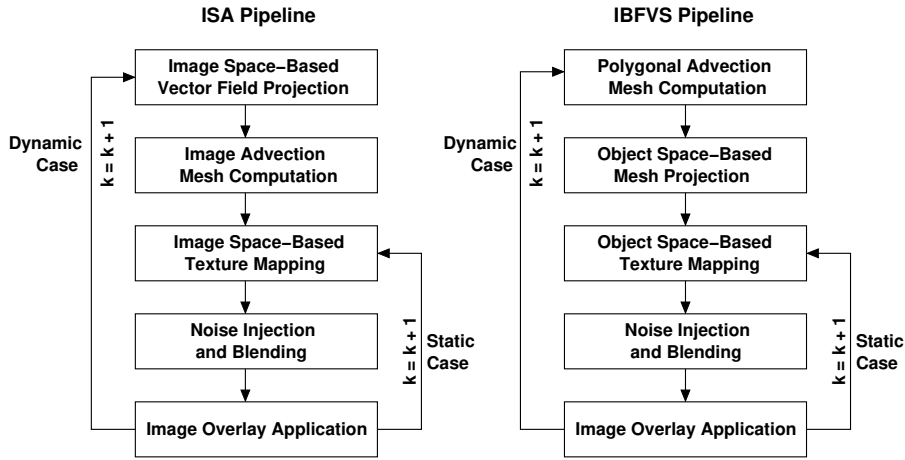 ISA Pipeline
Image Space−Based
Vector Field Projection
Image Advection
Mesh Computation
Image Space−Based
Texture Mapping
Noise Injection
and Blending
Image Overlay Application
Dynamic
Case
k = k + 1
k = k + 1
Static
Case
IBFVS Pipeline
Polygonal Advection
Mesh Computation
Object Space−Based
Mesh Projection
Object Space−Based
Texture Mapping
Noise Injection
and Blending
Image Overlay Application
Dynamic
Case
k = k + 1
k = k + 1
Static
Case